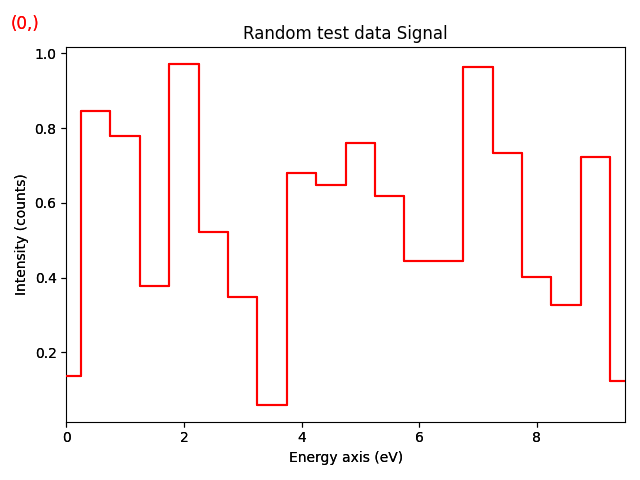 (0,)
Random test data Signal
1.0
0.8
0.6
0.4
0.2
Intensity (counts)
0 2 4 6 8
Energy axis (eV)